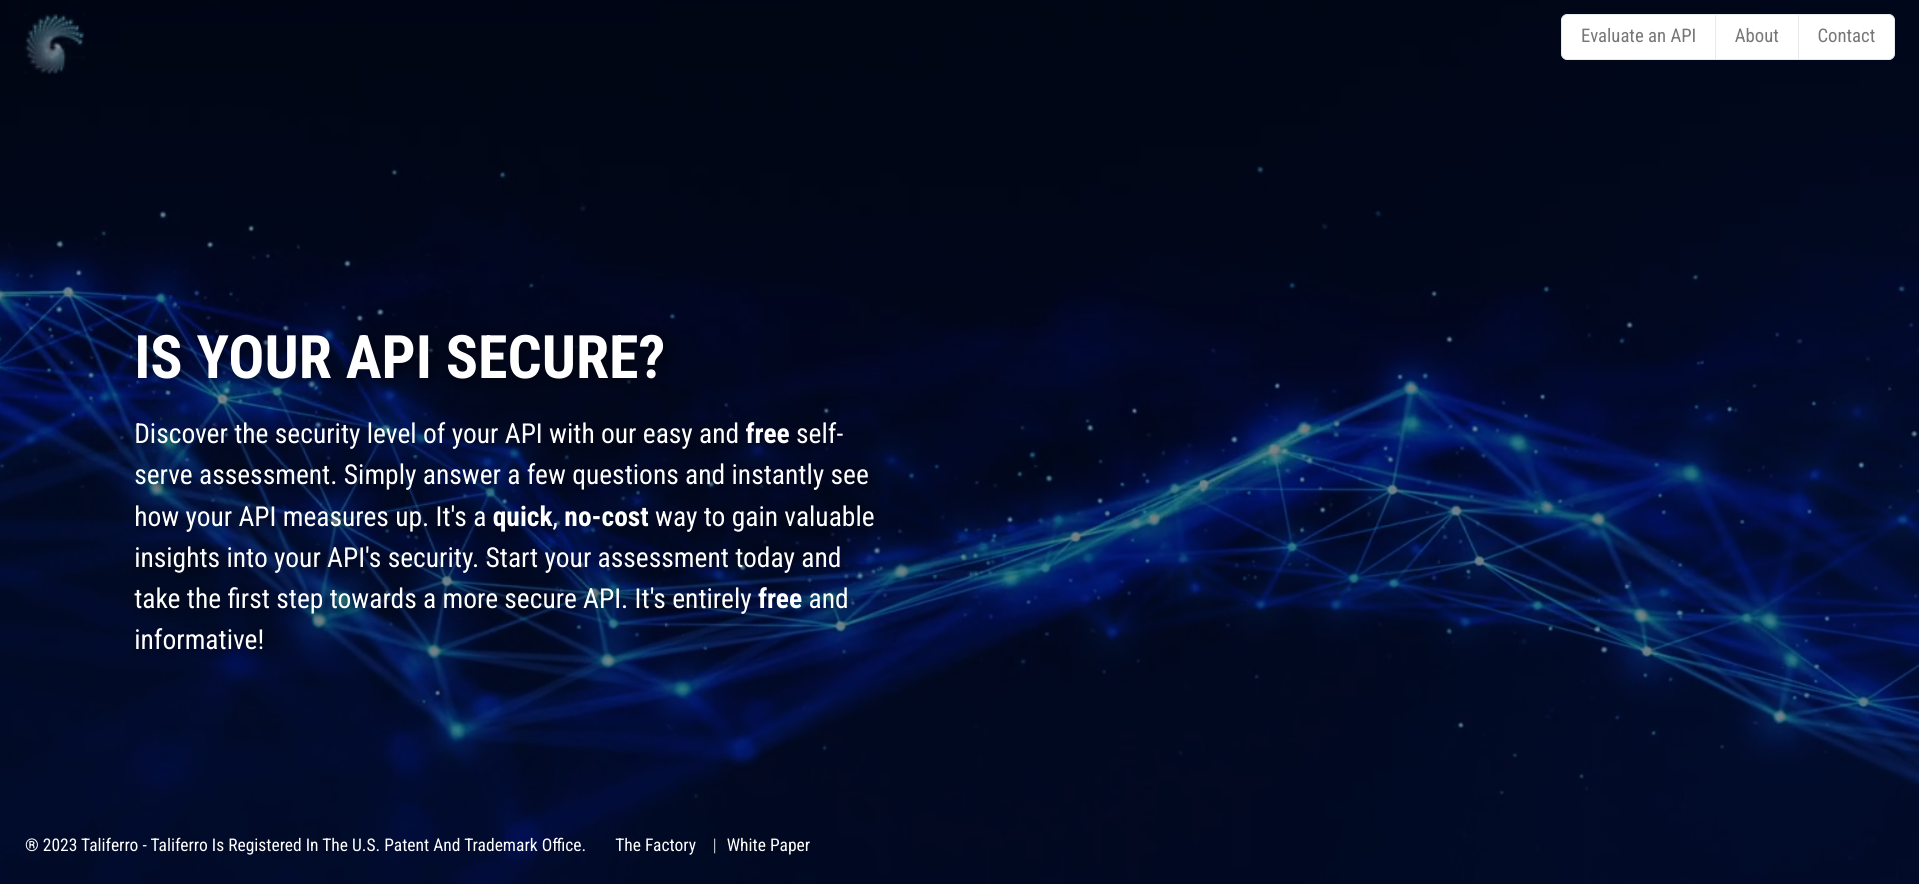 Evaluate an API
About
Contact
IS YOUR API SECURE?
Discover the security level of your API with our easy and free self-
serve assessment. Simply answer a few questions and instantly see
how your API measures up. It's a quick, no-cost way to gain valuable
insights into your API's security. Start your assessment today and
take the first step towards a more secure API. It's entirely free and
informative!
® 2023 Taliferro - Taliferro Is Registered In The U.S. Patent And Trademark Office. The Factory | White Paper